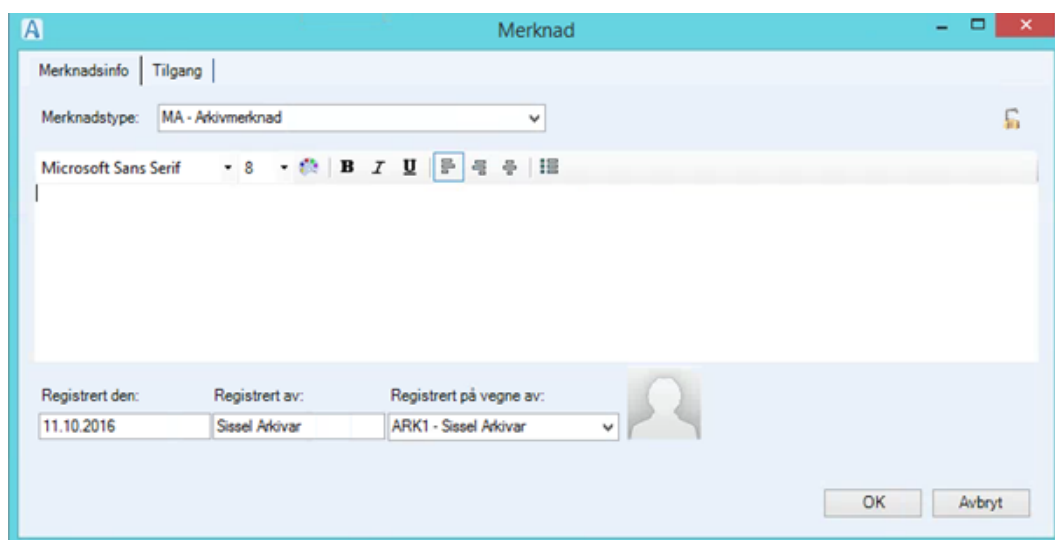 A Merknad
Merknadsinfo Tilgang
Merknadstype: MA - Arkivmerknad
Microsoft Sans Serif 8 B I U
Registrert den: Registrert av: Registrert på vegne av:
11.10.2016 Sissel Arkivar ARK1 - Sissel Arkivar
OK Avbryt